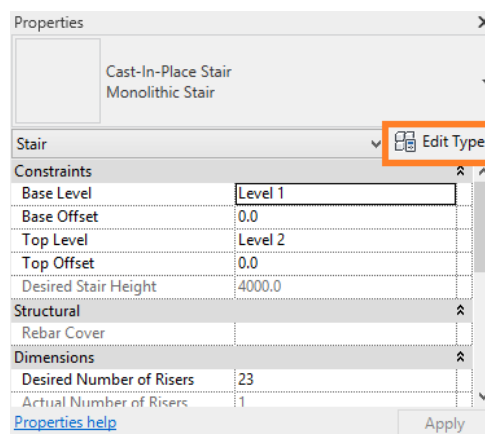 Properties
Cast-In-Place Stair
Monolithic Stair
Stair Edit Type
Constraints
Base Level Level 1
Base Offset 0.0
Top Level Level 2
Top Offset 0.0
Desired Stair Height 4000.0
Structural
Rebar Cover
Dimensions
Desired Number of Risers 23
Actual Number of Risers 1
Properties help Apply